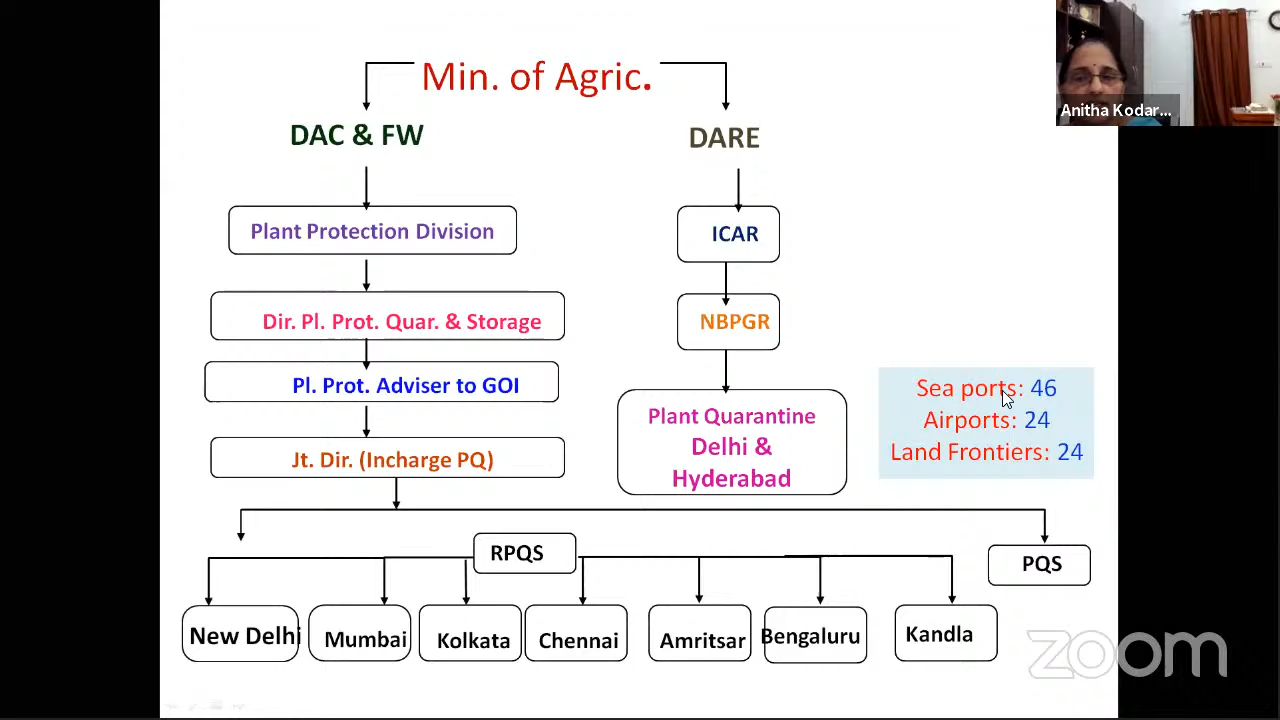 Min. of Agric.
Anitha Kodar...
DAC & FW
DARE
Plant Protection Division
ICAR
Dir. Pl. Prot. Quar. & Storage
NBPGR
Pl. Prot. Adviser to GOI
Plant Quarantine
Delhi &
Hyderabad
Sea ports: 46
Airports: 24
Land Frontiers: 24
Jt. Dir. (Incharge PQ)
RPQS
PQS
New Delhi
Mumbai
Kolkata
Chennai
Amritsar
Bengaluru
Kandla
zoom